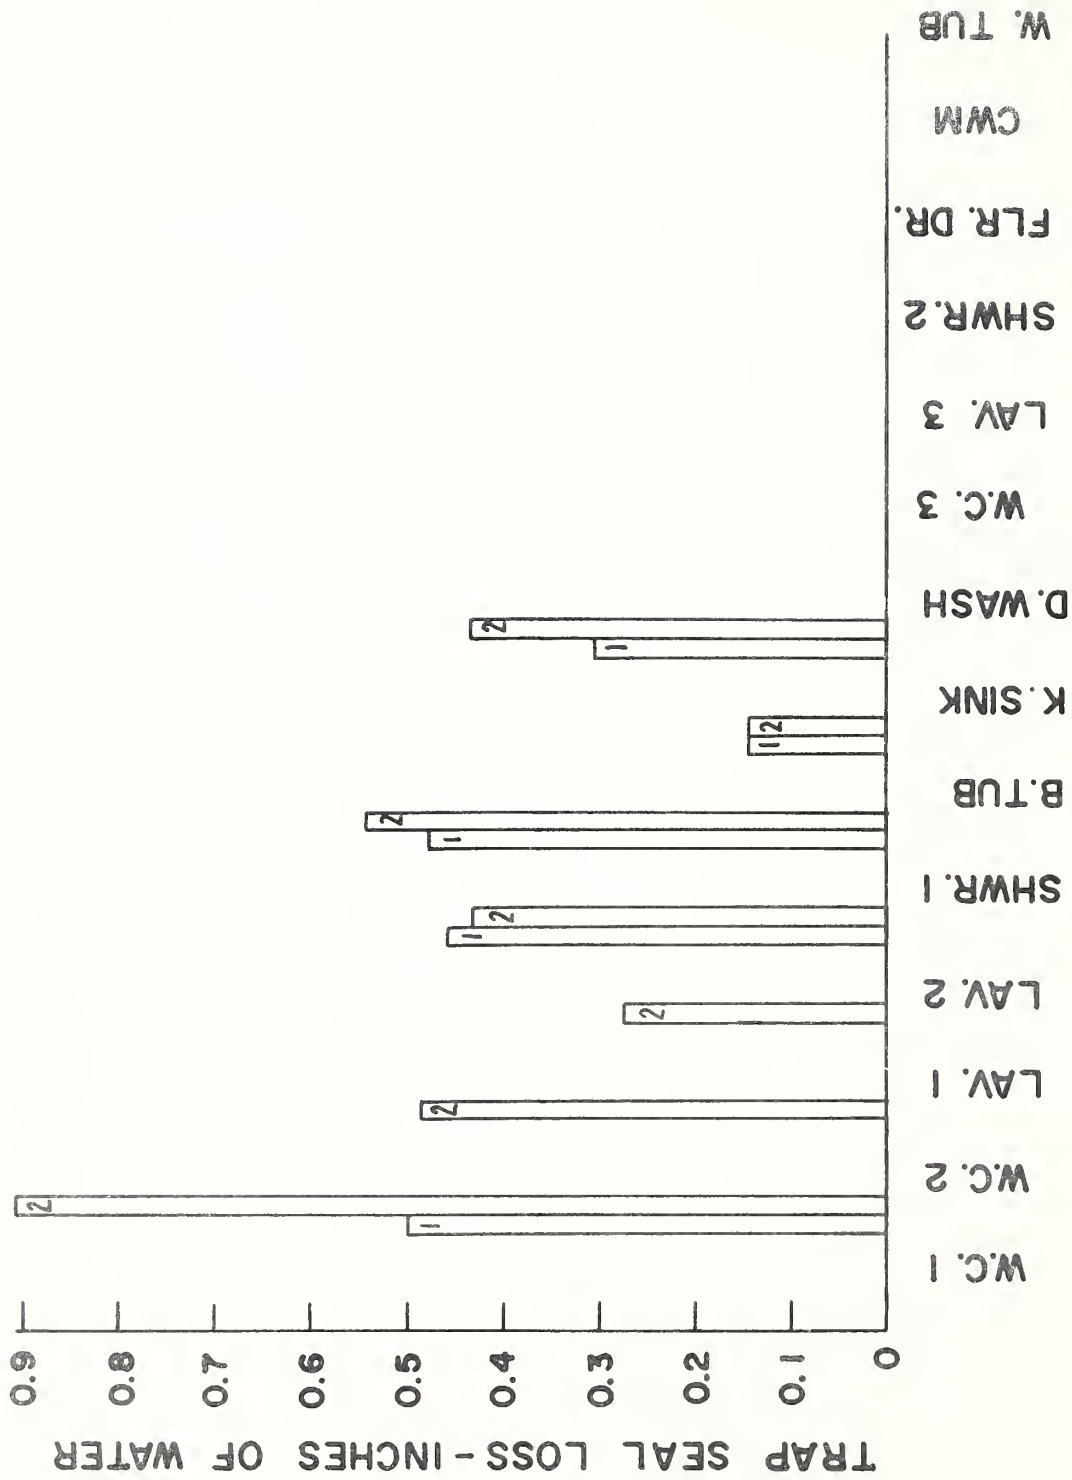 TRAP SEAL LOSS-INCHES OF WATER
0.9
0.8
0.7
0.6
0.5
0.4
0.3
0.2
0.1
0
W.C. 1
W.C. 2
LAV. 1
LAV. 2
SHWR. 1
B.TUB
K.SINK
D.WASH
W.C. 3
LAV. 3
SHWR. 2
FLR. DR.
CWM
W. TUB
1
2
2
2
1
2
1
2
1
2
1
2